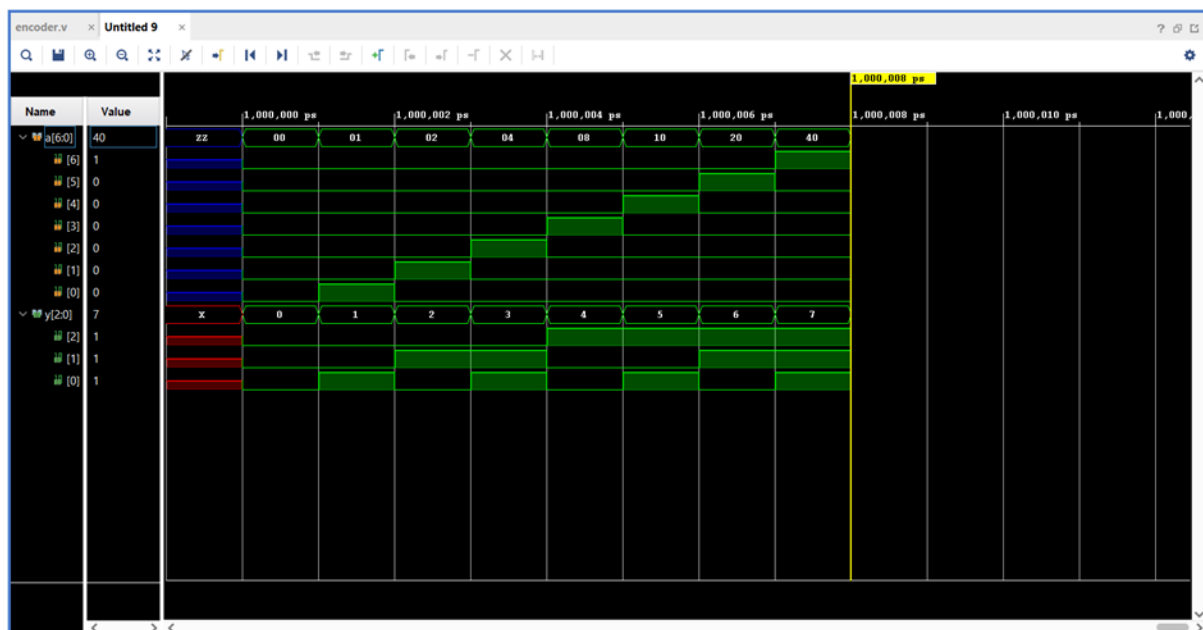 encoder.v × Untitled 9 ×
?
1,000,008 ps
Name Value
1,000,000 ps 1,000,002 ps 1,000,004 ps 1,000,006 ps 1,000,008 ps 1,000,010 ps 1,000,
a[6:0] 40 ZZ 00 01 02 04 08 10 20 40
[6] 1
[5] 0
[4] 0
[3] 0
[2] 0
[1] 0
[0] 0
y[2:0] 7 X 0 1 2 3 4 5 6 7
[2] 1
[1] 1
[0] 1